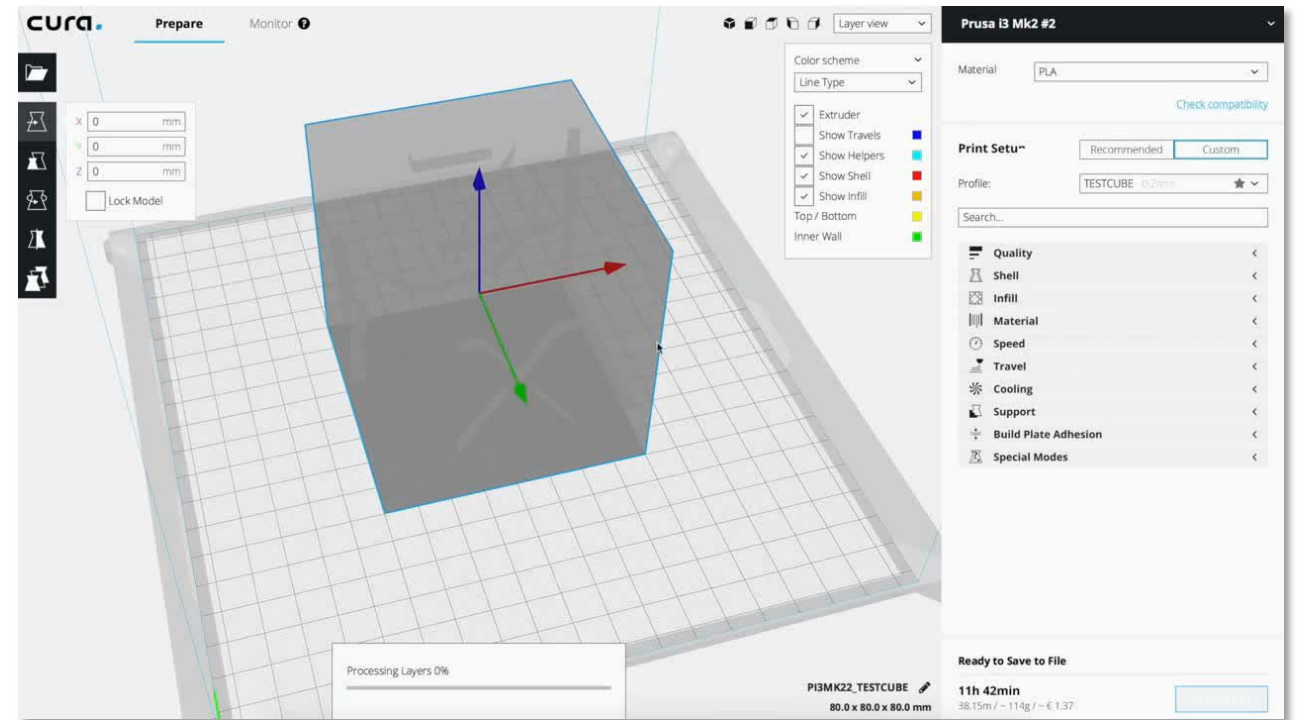 cura.
Prepare
Monitor ?
Layer view
Prusa i3 Mk2 #2
X 0 mm
0 mm
Z 0 mm
Lock Model
Color scheme
Line Type
Extruder
Show Travels
Show Helpers
Show Shell
Show Infill
Top / Bottom
Inner Wall
Material PLA
Check compatibility
Print Setu
Recommended Custom
Profile: TESTCUBE 0.2mm
Search...
Quality
Shell
Infill
Material
Speed
Travel
Cooling
Support
Build Plate Adhesion
Special Modes
Processing Layers 0%
PI3MK22_TESTCUBE
80.0 x 80.0 x 80.0 mm
Ready to Save to File
11h 42min
38.15m / ~ 114g / ~ € 1.37